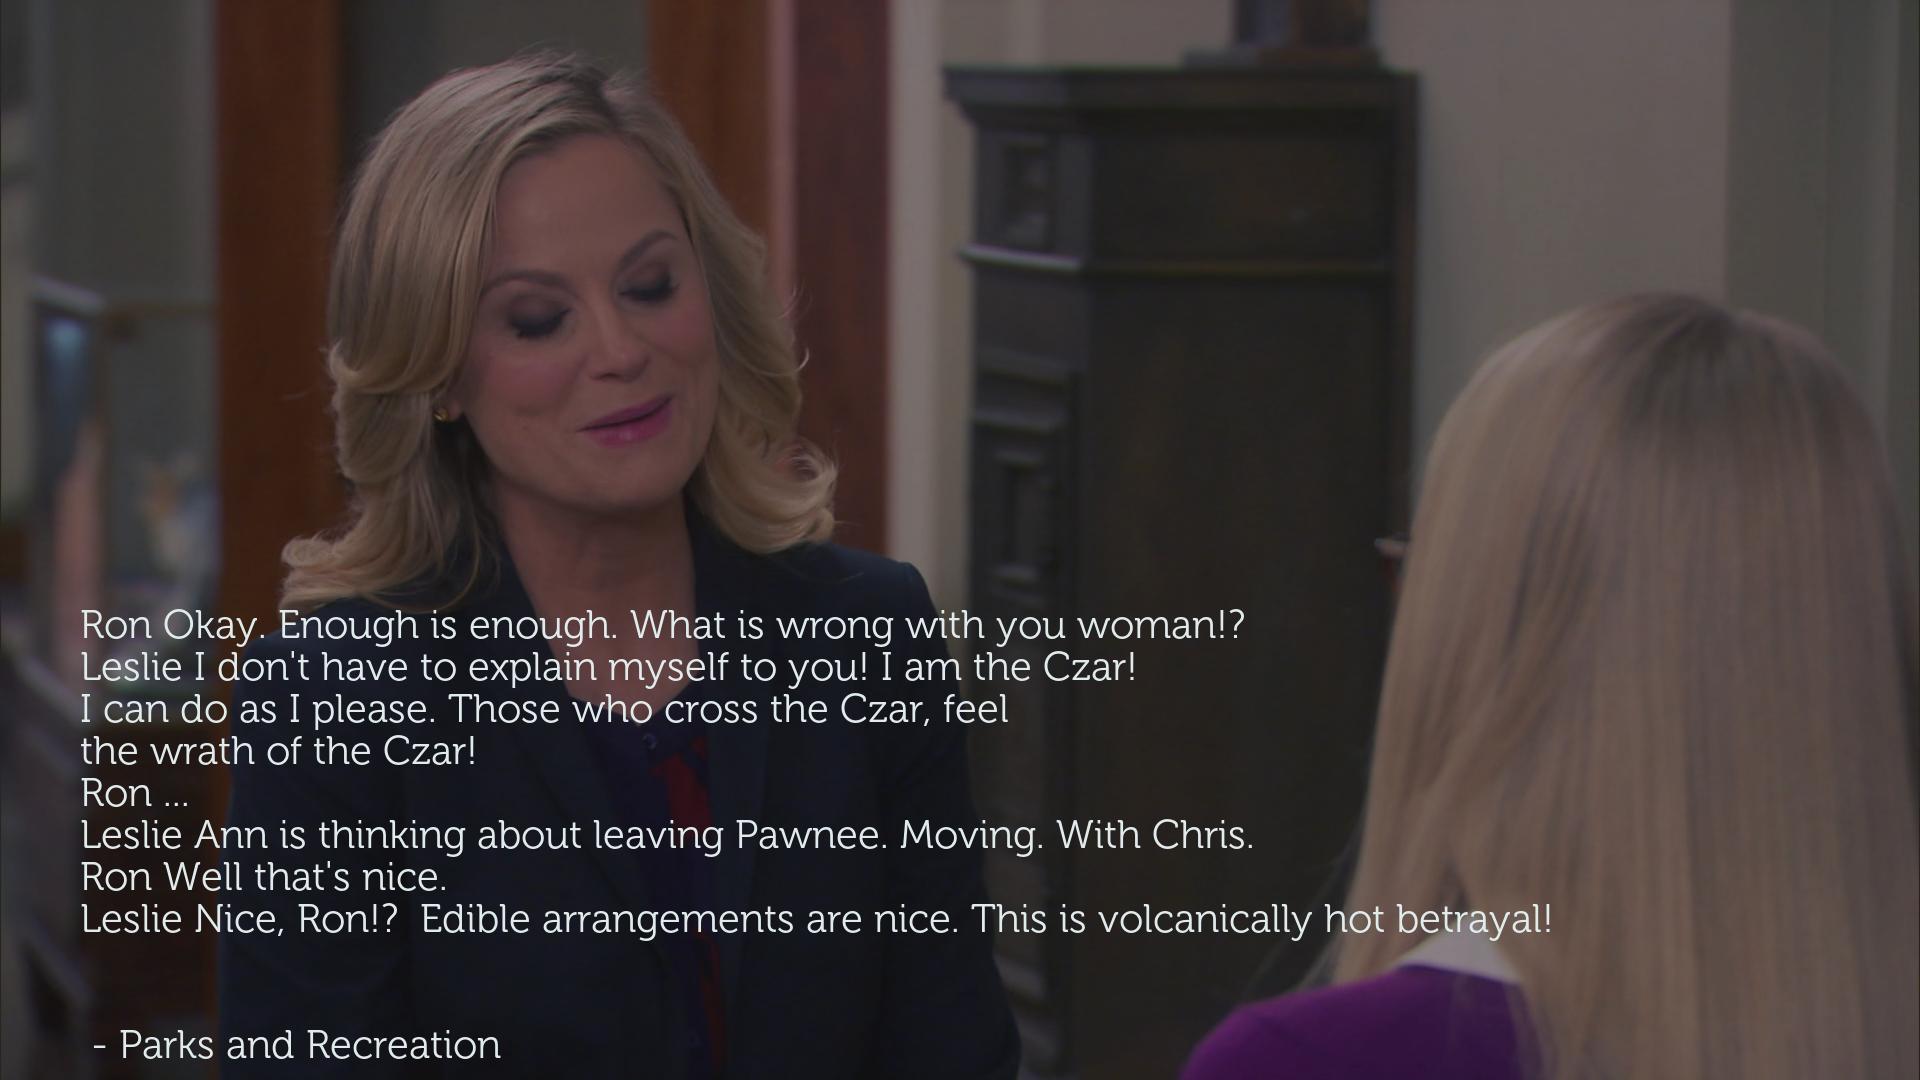 Ron Okay. Enough is enough. What is wrong with you woman!?
Leslie I don't have to explain myself to you! I am the Czar!
I can do as I please. Those who cross the Czar, feel
the wrath of the Czar!
Ron ...
Leslie Ann is thinking about leaving Pawnee. Moving. With Chris.
Ron Well that's nice.
Leslie Nice, Ron!?  Edible arrangements are nice. This is volcanically hot betrayal!
- Parks and Recreation